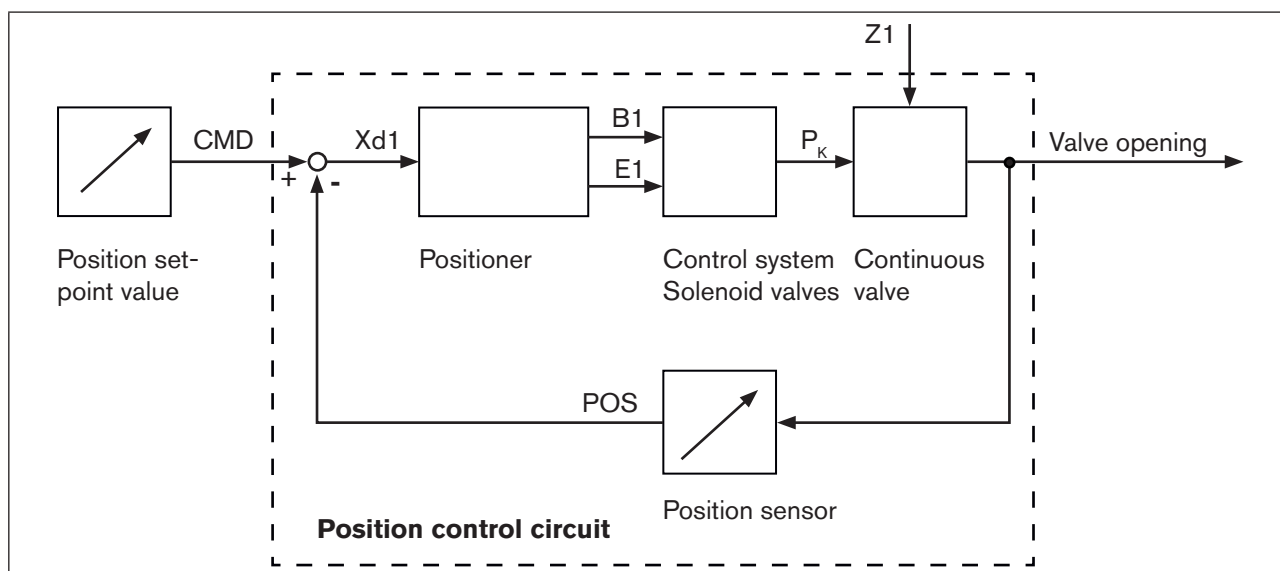 Z1
CMD
+
-
Xd1
B1
E1
P_K
Valve opening
Position set-
point value
Positioner
Control system
Solenoid valves
Continuous
valve
POS
Position sensor
Position control circuit